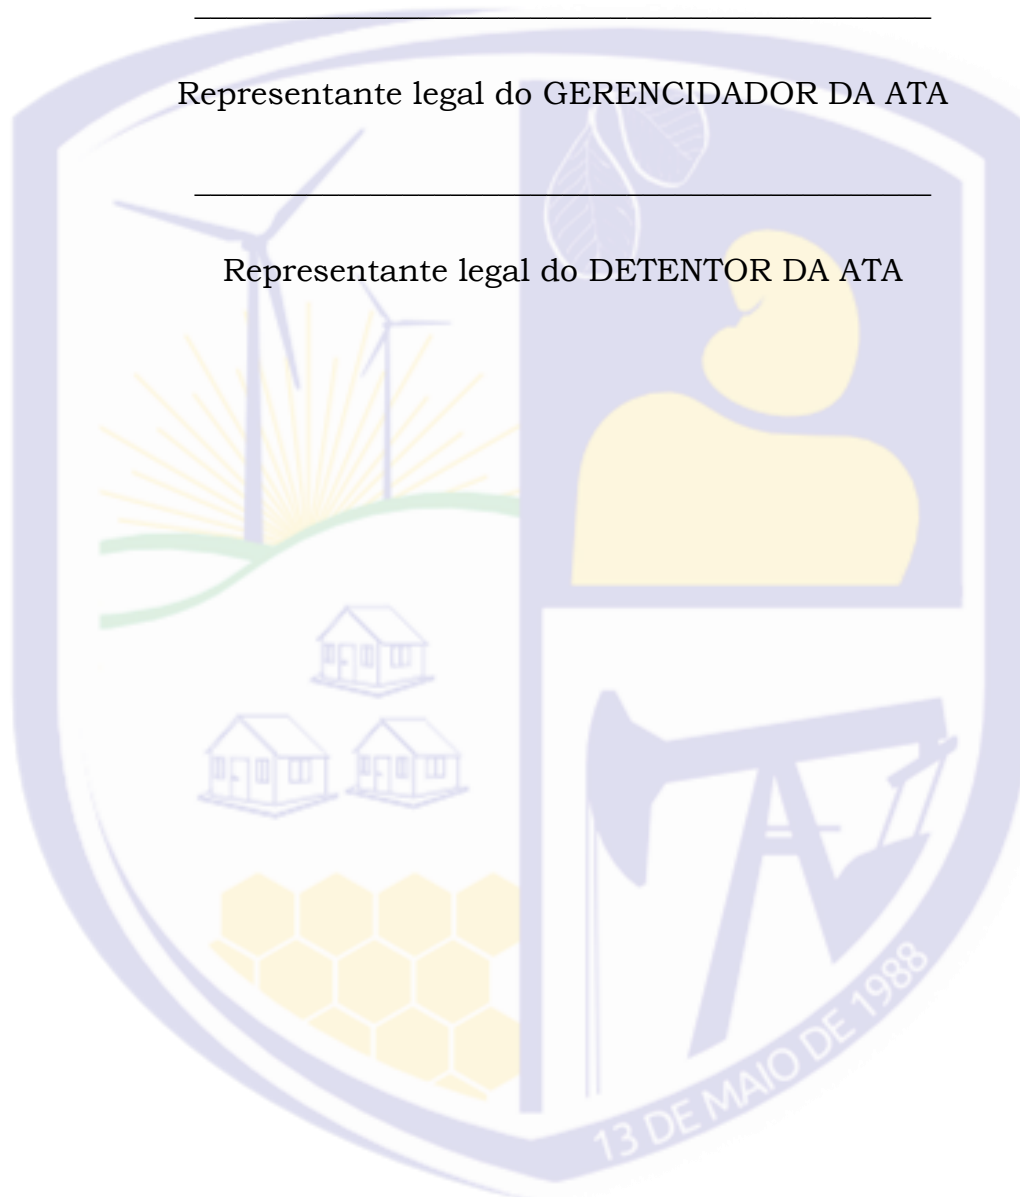 Representante legal do GERENCIDADOR DA ATA
Representante legal do DETENTOR DA ATA
13 DE MAIO DE 1988